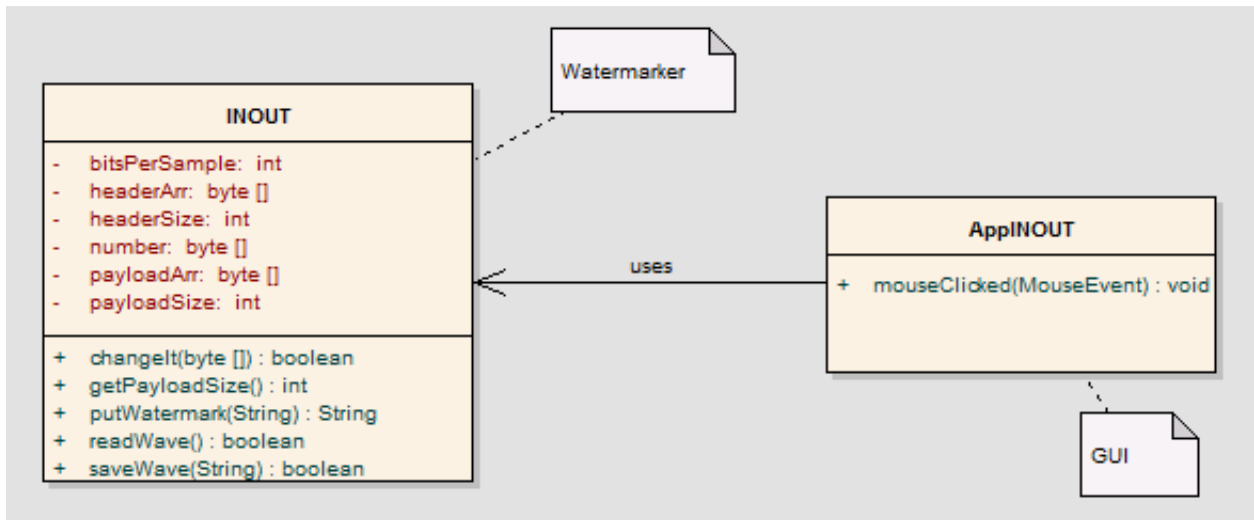 Watermarker
INOUT
- bitsPerSample: int
- headerArr: byte []
- headerSize: int
- number: byte []
- payloadArr: byte []
- payloadSize: int
+ changeIt(byte []) : boolean
+ getPayloadSize() : int
+ putWatermark(String) : String
+ readWave() : boolean
+ saveWave(String) : boolean
uses
AppINOUT
+ mouseClicked(MouseEvent) : void
GUI